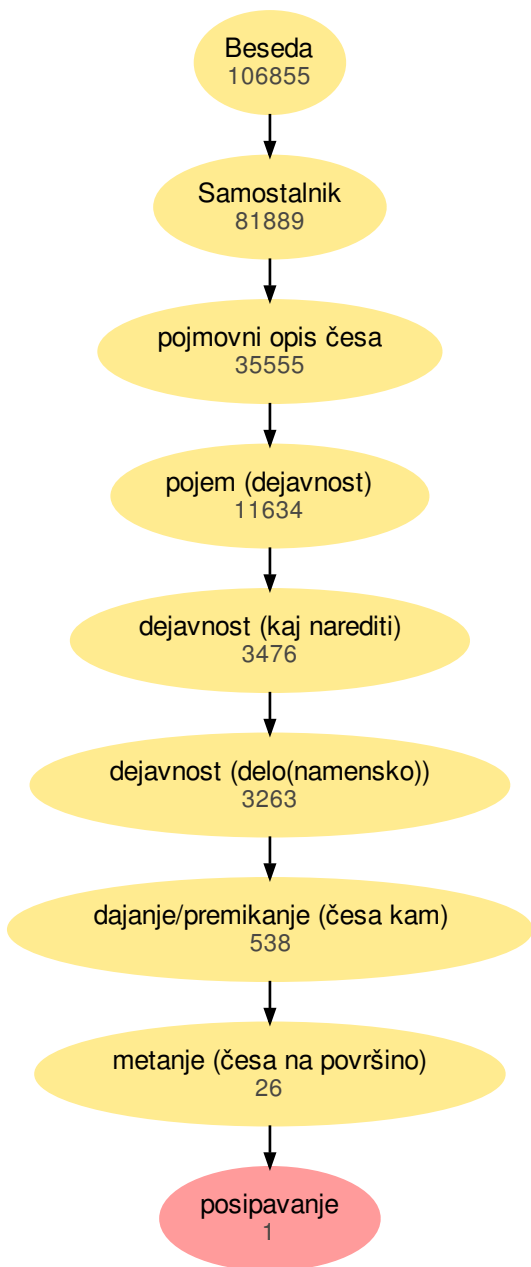 Beseda
106855
Samostalnik
81889
pojmovni opis česa
35555
pojem (dejavnost)
11634
dejavnost (kaj narediti)
3476
dejavnost (delo(namensko))
3263
dajanje/premikanje (česa kam)
538
metanje (česa na površino)
26
posipavanje
1